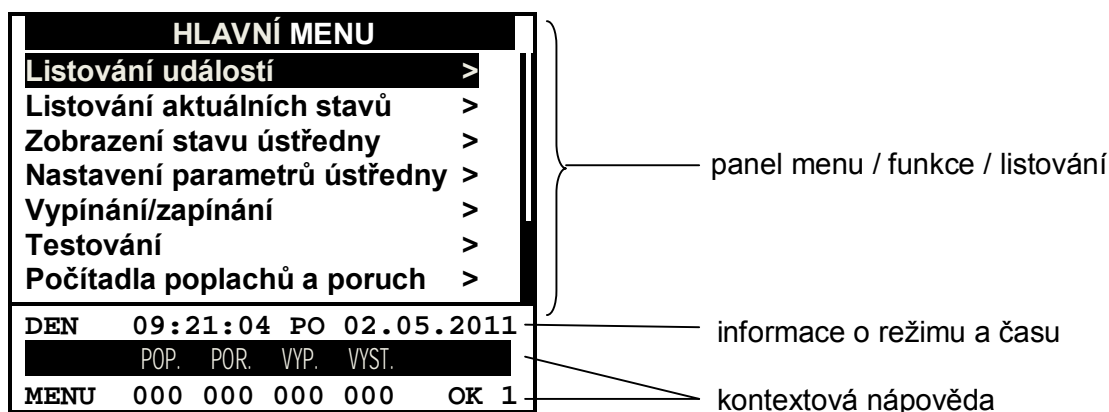 HLAVNÍ MENU
Listování událostí >
Listování aktuálních stavů >
Zobrazení stavu ústředny >
Nastavení parametrů ústředny >
Vypínání/zapínání >
Testování >
Počítadla poplachů a poruch >
panel menu / funkce / listování
DEN 09:21:04 PO 02.05.2011
informace o režimu a času
POP. POR. VYP. VYST.
MENU 000 000 000 000 OK 1
kontextová nápověda